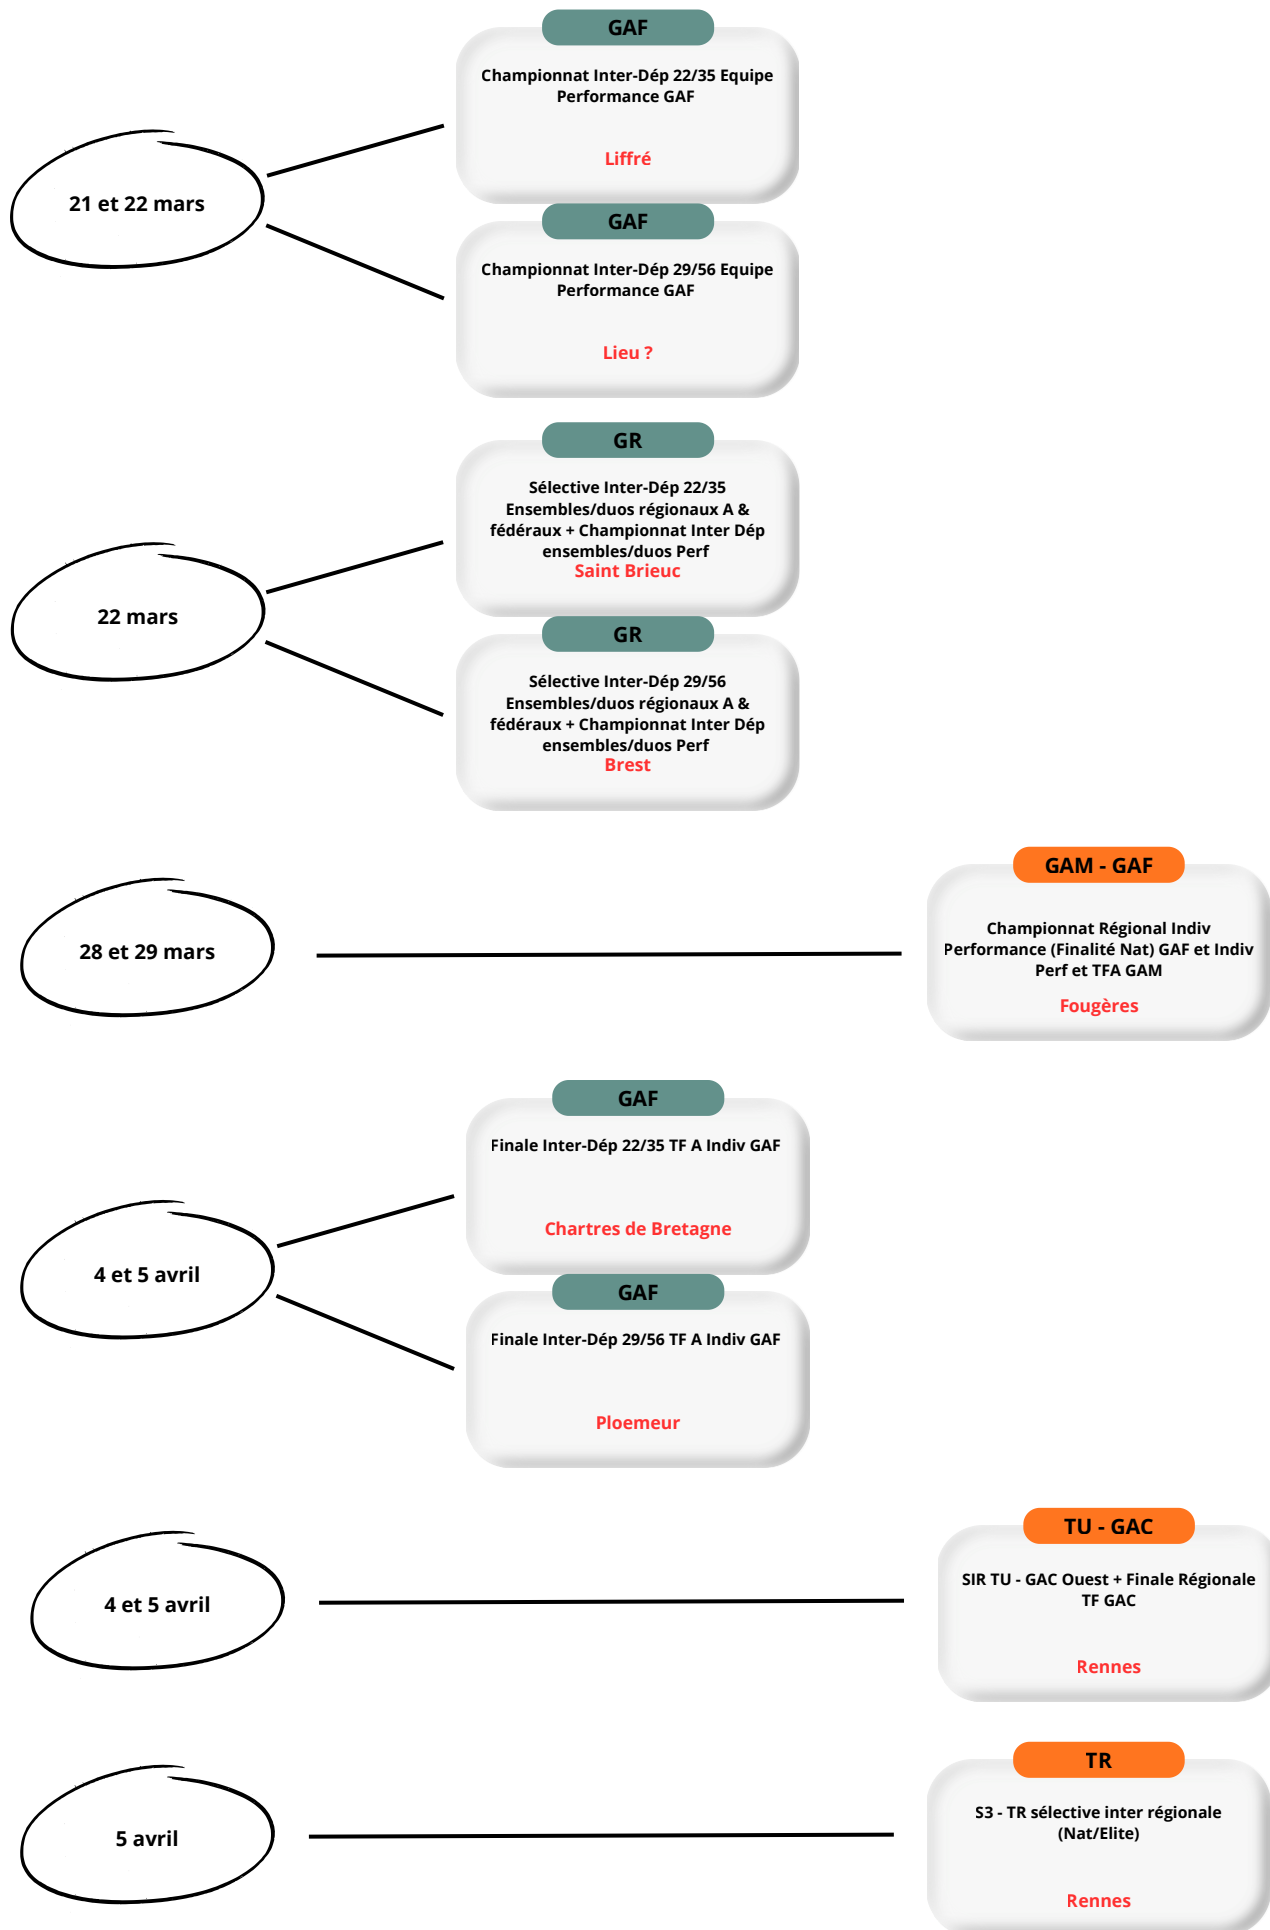 GAF
Championnat Inter-Dép 22/35 Equipe
Performance GAF
Liffré
21 et 22 mars
GAF
Championnat Inter-Dép 29/56 Equipe
Performance GAF
Lieu ?
GR
Sélective Inter-Dép 22/35
Ensembles/duos régionaux A &
fédéraux + Championnat Inter Dép
ensembles/duos Perf
Saint Brieuc
22 mars
GR
Sélective Inter-Dép 29/56
Ensembles/duos régionaux A &
fédéraux + Championnat Inter Dép
ensembles/duos Perf
Brest
GAM - GAF
28 et 29 mars
Championnat Régional Indiv
Performance (Finalité Nat) GAF et Indiv
Perf et TFA GAM
Fougères
GAF
Finale Inter-Dép 22/35 TF A Indiv GAF
Chartres de Bretagne
4 et 5 avril
GAF
Finale Inter-Dép 29/56 TF A Indiv GAF
Ploemeur
TU - GAC
4 et 5 avril
SIR TU - GAC Ouest + Finale Régionale
TF GAC
Rennes
TR
5 avril
S3 - TR sélective inter régionale
(Nat/Elite)
Rennes